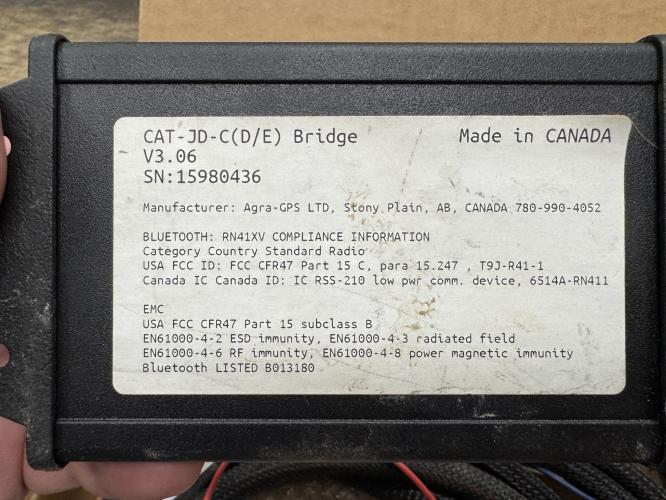 CAT-JD-C(D/E) Bridge
Made in CANADA
V3.06
SN:15980436
Manufacturer: Agra-GPS LTD, Stony Plain, AB, CANADA 780-990-4052
BLUETOOTH: RN41XV COMPLIANCE INFORMATION
Category Country Standard Radio
USA FCC ID: FCC CFR47 Part 15 C, para 15.247 , T9J-R41-1
Canada IC Canada ID: IC RSS-210 low pwr comm. device, 6514A-RN411
EMC
USA FCC CFR47 Part 15 subclass B
EN61000-4-2 ESD immunity, EN61000-4-3 radiated field
EN61000-4-6 RF immunity, EN61000-4-8 power magnetic immunity
Bluetooth LISTED B013180